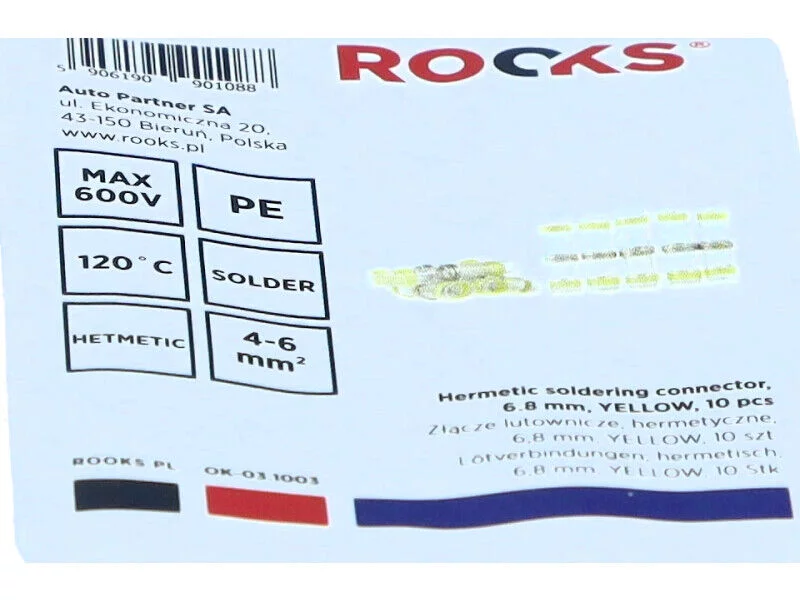 5 906190 901088
ROOKS®
Auto Partner SA
ul. Ekonomiczna 20,
43-150 Bieruń, Polska
www.rooks.pl
MAX
600V
PE
120°C
SOLDER
HETMETIC
4-6
mm²
Hermetic soldering connector,
6.8 mm, YELLOW, 10 pcs
Złącze lutownicze, hermetyczne,
6,8 mm, YELLOW, 10 szt
Lötverbindungen, hermetisch,
6.8 mm, YELLOW, 10 Stk
ROOKS PL
OK-03 1003